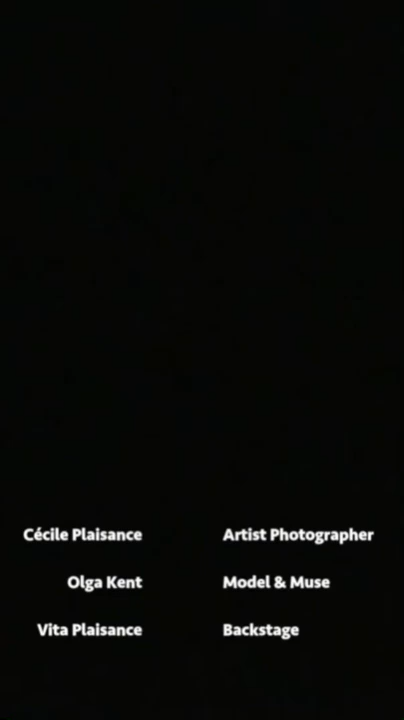 Cécile Plaisance Artist Photographer
Olga Kent Model & Muse
Vita Plaisance Backstage